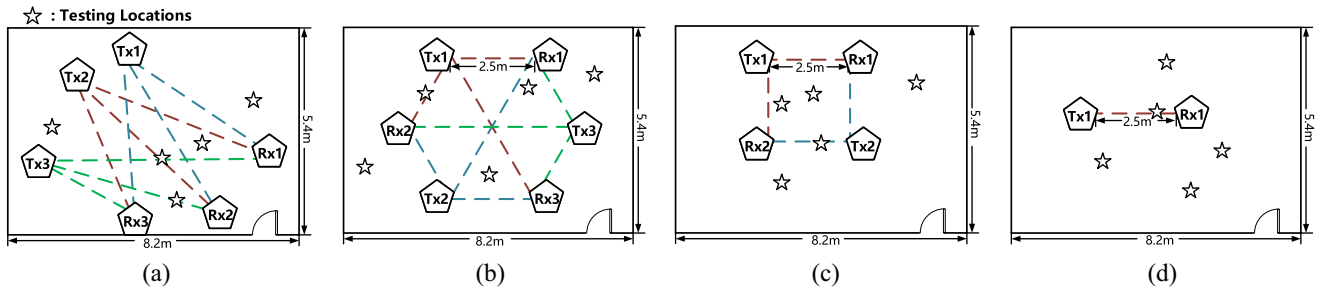 : Testing Locations
Tx1
Tx2
Tx3
Rx1
Rx2
Rx3
5.4m
8.2m
(a)
Tx1
Rx1
2.5m
Rx2
Tx3
Tx2
Rx3
5.4m
8.2m
(b)
Tx1
Rx1
2.5m
Rx2
Tx2
8.2m
(c)
Tx1
Rx1
2.5m
5.4m
8.2m
(d)